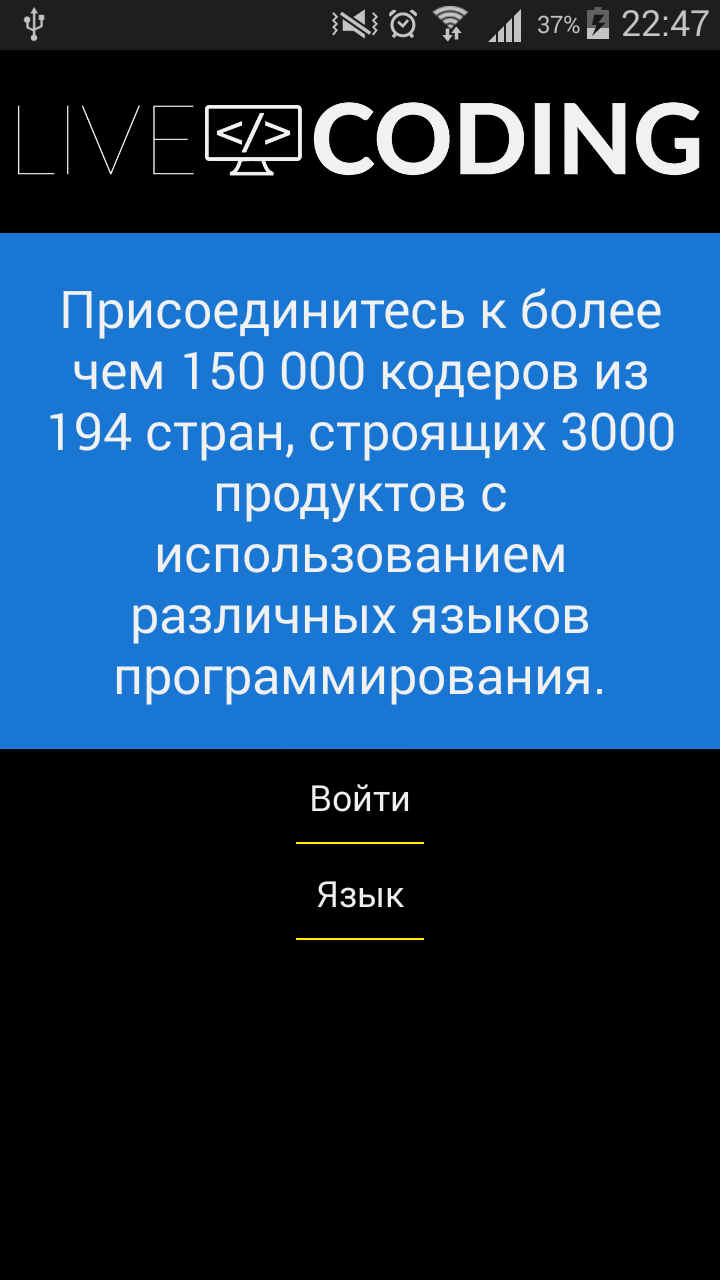 37% 22:47
LIVE </> CODING
Присоединитесь к более
чем 150 000 кодеров из
194 стран, строящих 3000
продуктов с
использованием
различных языков
программирования.
Войти
Язык